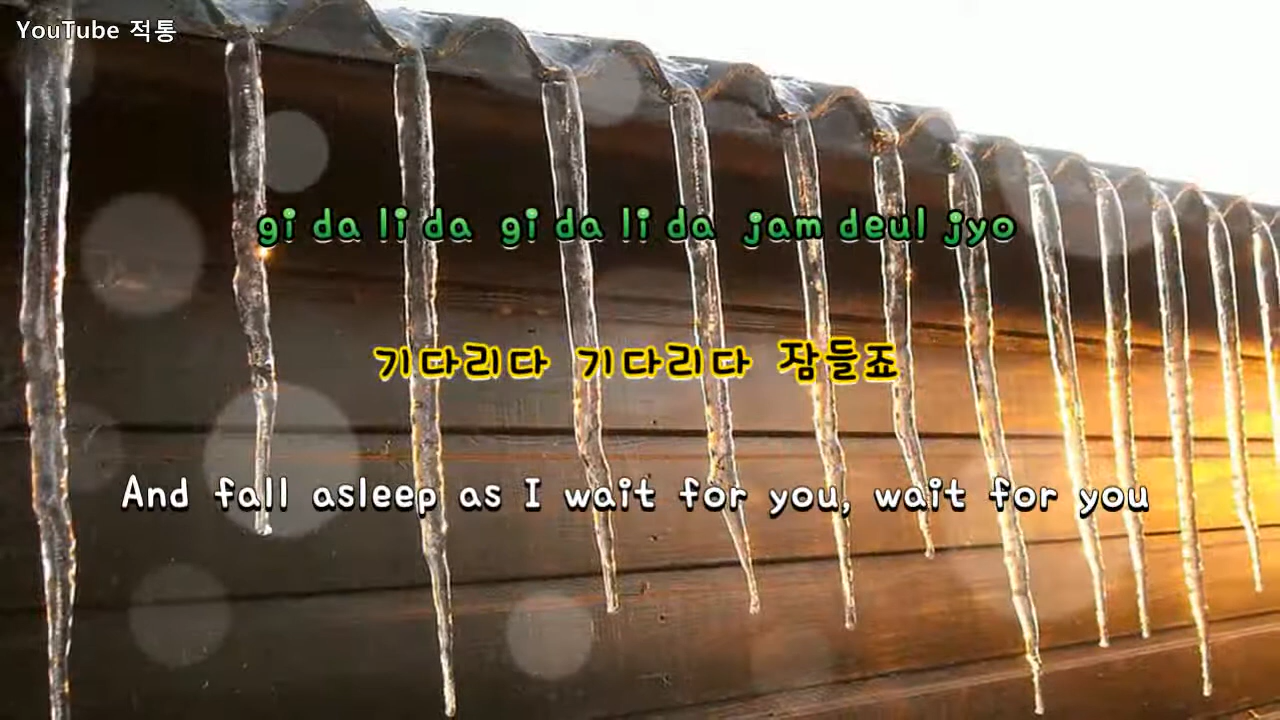 YouTube 적통
gi da li da gi da li da jam deul jyo
기다리다 기다리다 잠들죠
And fall asleep as I wait for you, wait for you